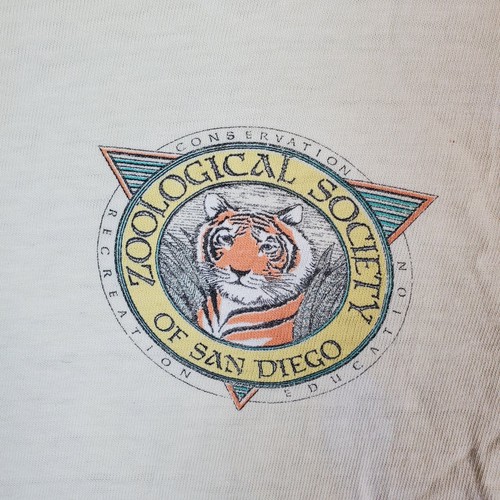 CONSERVATION
ZOOLOGICAL SOCIETY
OF SAN DIEGO
RECREATION
EDUCATION